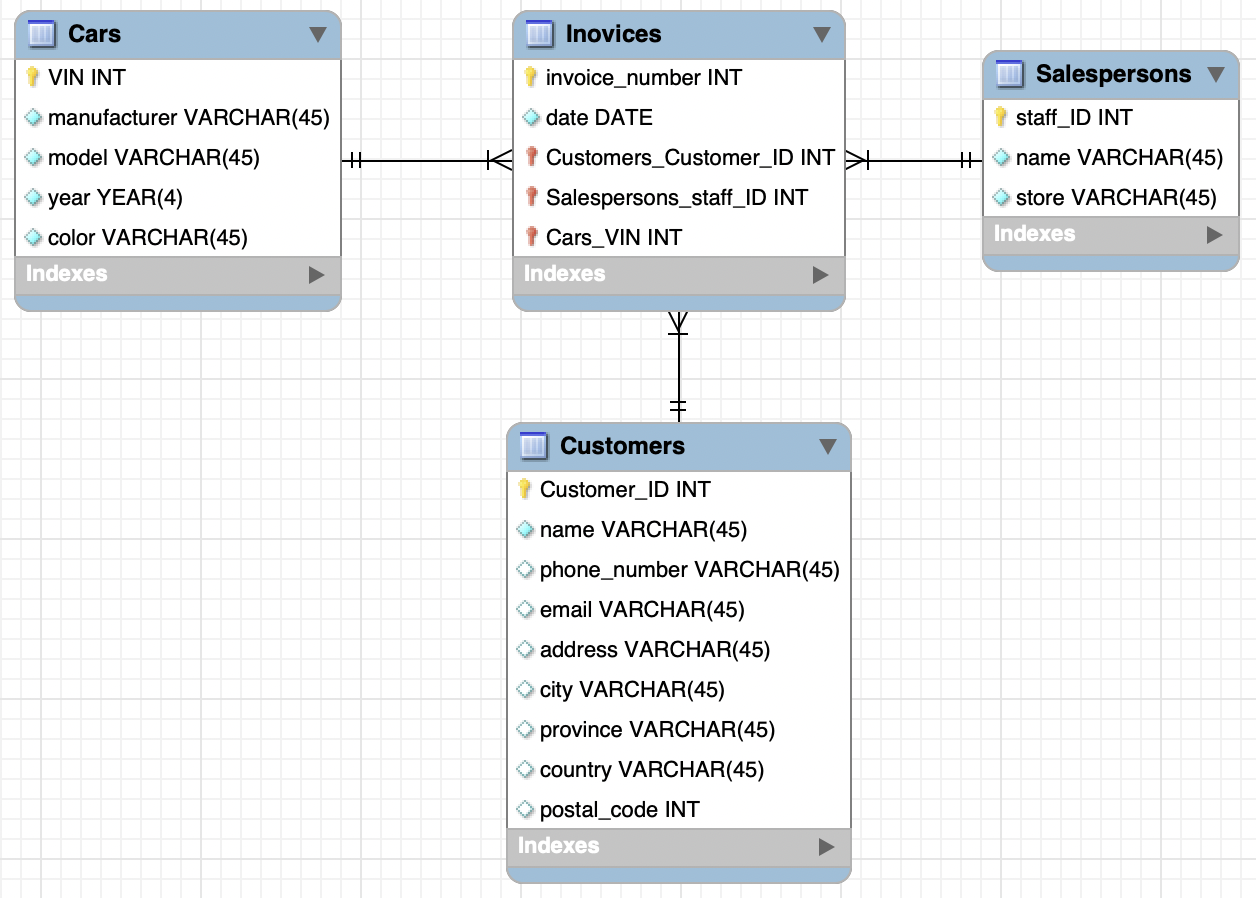 Cars
VIN INT
manufacturer VARCHAR(45)
model VARCHAR(45)
year YEAR(4)
color VARCHAR(45)
Indexes
Inovices
invoice_number INT
date DATE
Customers_Customer_ID INT
Salespersons_staff_ID INT
Cars_VIN INT
Indexes
Salespersons
staff_ID INT
name VARCHAR(45)
store VARCHAR(45)
Indexes
Customers
Customer_ID INT
name VARCHAR(45)
phone_number VARCHAR(45)
email VARCHAR(45)
address VARCHAR(45)
city VARCHAR(45)
province VARCHAR(45)
country VARCHAR(45)
postal_code INT
Indexes